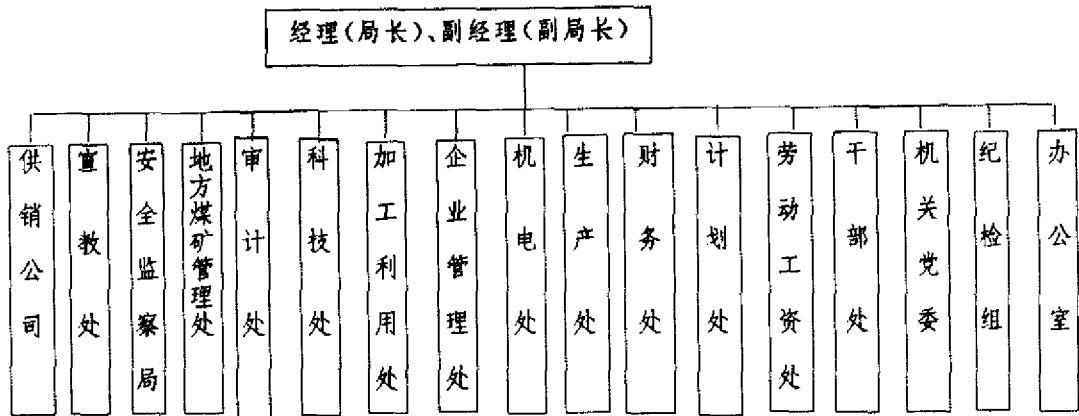 经理(局长)、副经理(副局长)
供销公司
宣教处
安全监察局
地方煤矿管理处
审计处
科技处
加工利用处
企业管理处
机电处
生产处
财务处
计划处
劳动工资处
干部处
机关党委
纪检组
办公室